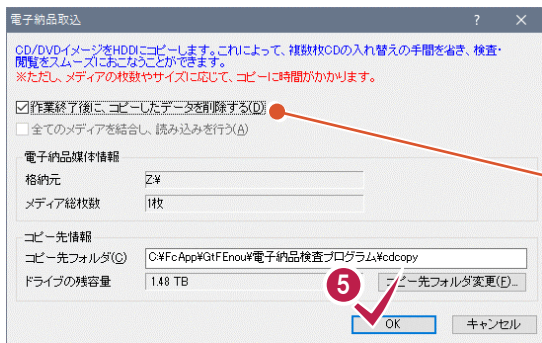 電子納品取込
CD/DVDイメージをHDDにコピーします。これによって、複数枚CDの入れ替えの手間を省き、検査・
閲覧をスムーズにおこなうことができます。
※ただし、メディアの枚数やサイズに応じて、コピーに時間がかかります。
作業終了後に、コピーしたデータを削除する(D)
全てのメディアを結合し、読み込みを行う(A)
電子納品媒体情報
格納元 Z:¥
メディア総枚数 1枚
コピー先情報
コピー先フォルダ(C) C:¥FcApp¥GtFEnou¥電子納品検査プログラム¥cdcopy
ドライブの残容量 1.48 TB
5
コピー先フォルダ変更(F)...
OK キャンセル